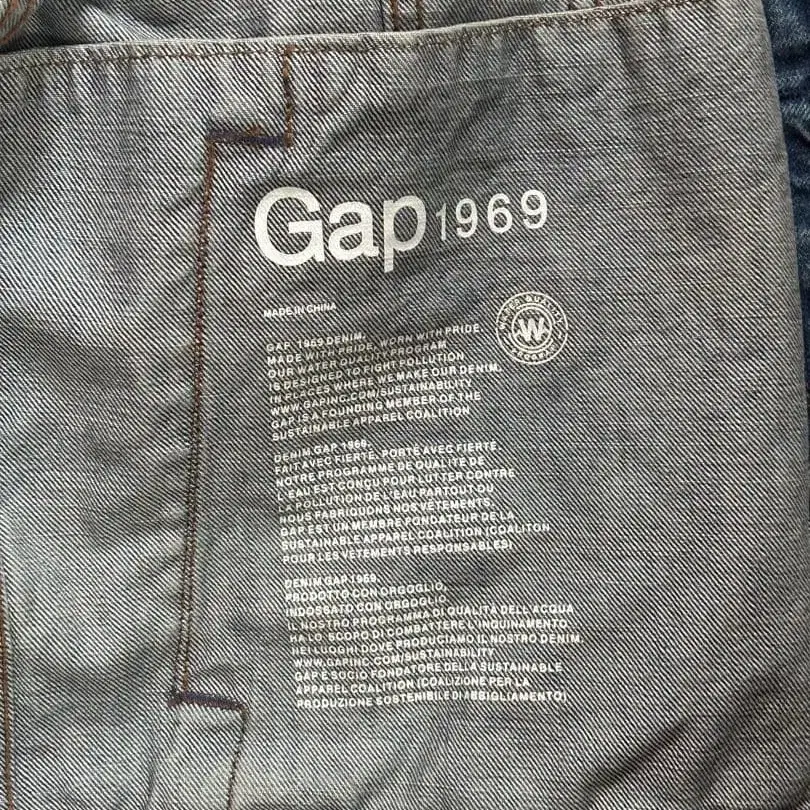 Gap 1969
MADE IN CHINA
W
GAP 1969 DENIM.
MADE WITH PRIDE. WORN WITH PRIDE.
OUR WATER QUALITY PROGRAM
IS DESIGNED TO FIGHT POLLUTION
IN PLACES WHERE WE MAKE OUR DENIM.
WWW.GAPINC.COM/SUSTAINABILITY
GAP IS A FOUNDING MEMBER OF THE
SUSTAINABLE APPAREL COALITION
DENIM GAP 1969.
FAIT AVEC FIERTÉ. PORTÉ AVEC FIERTÉ.
NOTRE PROGRAMME DE QUALITÉ DE
L'EAU EST CONÇU POUR LUTTER CONTRE
LA POLLUTION DE L'EAU PARTOUT OÙ
NOUS FABRIQUONS NOS VÊTEMENTS.
GAP EST UN MEMBRE FONDATEUR DE LA
SUSTAINABLE APPAREL COALITION (COALITON
POUR LES VÊTEMENTS RESPONSABLES)
DENIM GAP 1969.
PRODOTTO CON ORGOGLIO,
INDOSSATO CON ORGOGLIO
IL NOSTRO PROGRAMMA DI QUALITÀ DELL'ACQUA
HA LO SCOPO DI COMBATTERE L'INQUINAMENTO
NEI LUOGHI DOVE PRODUCIAMO IL NOSTRO DENIM.
WWW.GAPINC.COM/SUSTAINABILITY
GAP È SOCIO FONDATORE DELLA SUSTAINABLE
APPAREL COALITION (COALIZIONE PER LA
PRODUZIONE SOSTENIBILE DI ABBIGLIAMENTO)